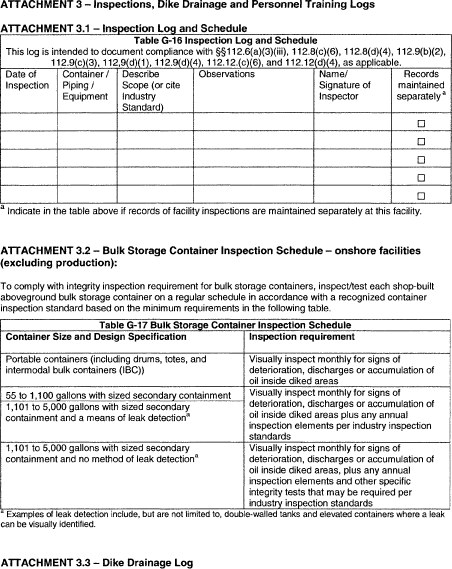 ATTACHMENT 3 – Inspections, Dike Drainage and Personnel Training Logs
ATTACHMENT 3.1 – Inspection Log and Schedule
Table G-16 Inspection Log and Schedule
This log is intended to document compliance with §§112.6(a)(3)(iii), 112.8(c)(6), 112.8(d)(4), 112.9(b)(2),
112.9(c)(3), 112,9(d)(1), 112.9(d)(4), 112.12.(c)(6), and 112.12(d)(4), as applicable.
Date of Inspection
Container / Piping / Equipment
Describe Scope (or cite Industry Standard)
Observations
Name/ Signature of Inspector
Records maintained separately a
☐
☐
☐
☐
☐
a Indicate in the table above if records of facility inspections are maintained separately at this facility.
ATTACHMENT 3.2 – Bulk Storage Container Inspection Schedule – onshore facilities
(excluding production):
To comply with integrity inspection requirement for bulk storage containers, inspect/test each shop-built
aboveground bulk storage container on a regular schedule in accordance with a recognized container
inspection standard based on the minimum requirements in the following table.
Table G-17 Bulk Storage Container Inspection Schedule
Container Size and Design Specification
Inspection requirement
Portable containers (including drums, totes, and
intermodal bulk containers (IBC))
Visually inspect monthly for signs of
deterioration, discharges or accumulation of
oil inside diked areas
55 to 1,100 gallons with sized secondary containment
1,101 to 5,000 gallons with sized secondary
containment and a means of leak detection a
Visually inspect monthly for signs of
deterioration, discharges or accumulation of
oil inside diked areas plus any annual
inspection elements per industry inspection
standards
1,101 to 5,000 gallons with sized secondary
containment and no method of leak detection a
Visually inspect monthly for signs of
deterioration, discharges or accumulation of
oil inside diked areas, plus any annual
inspection elements and other specific
integrity tests that may be required per
industry inspection standards
a Examples of leak detection include, but are not limited to, double-walled tanks and elevated containers where a leak
can be visually identified.
ATTACHMENT 3.3 – Dike Drainage Log